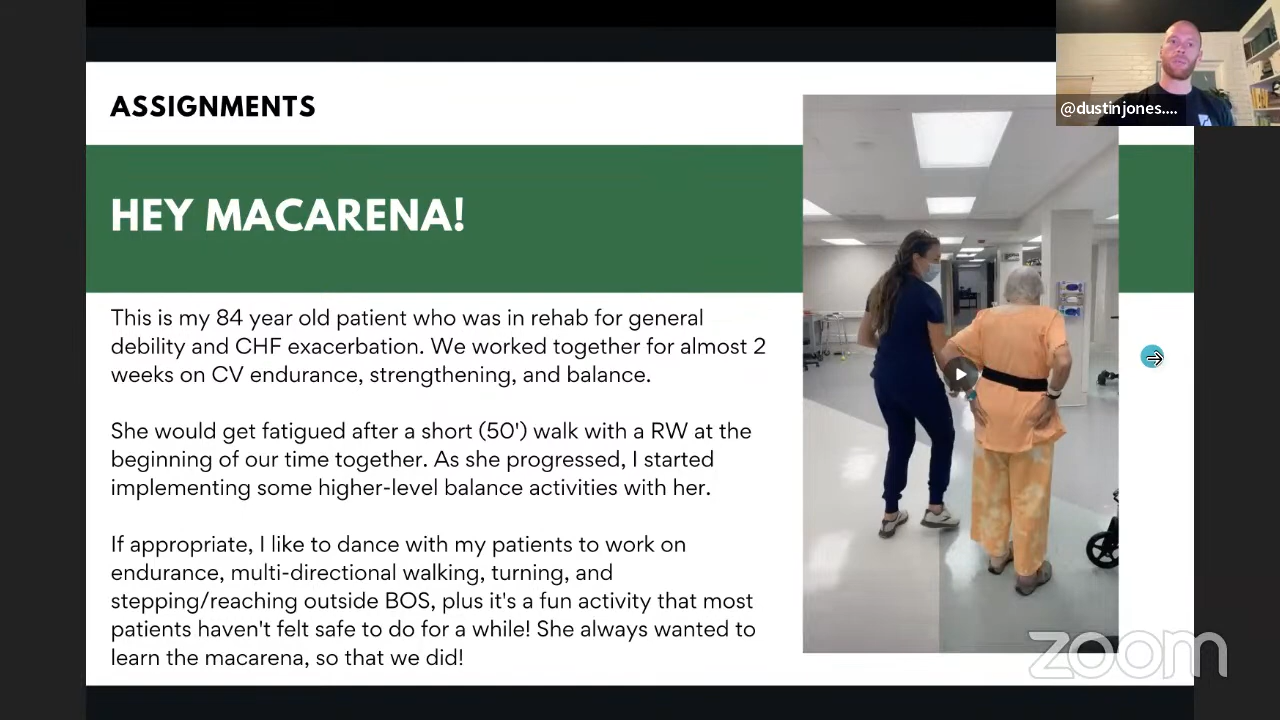 ASSIGNMENTS
@dustinjones....
HEY MACARENA!
This is my 84 year old patient who was in rehab for general
debility and CHF exacerbation. We worked together for almost 2
weeks on CV endurance, strengthening, and balance.
She would get fatigued after a short (50') walk with a RW at the
beginning of our time together. As she progressed, I started
implementing some higher-level balance activities with her.
If appropriate, I like to dance with my patients to work on
endurance, multi-directional walking, turning, and
stepping/reaching outside BOS, plus it's a fun activity that most
patients haven't felt safe to do for a while! She always wanted to
learn the macarena, so that we did!
zoom